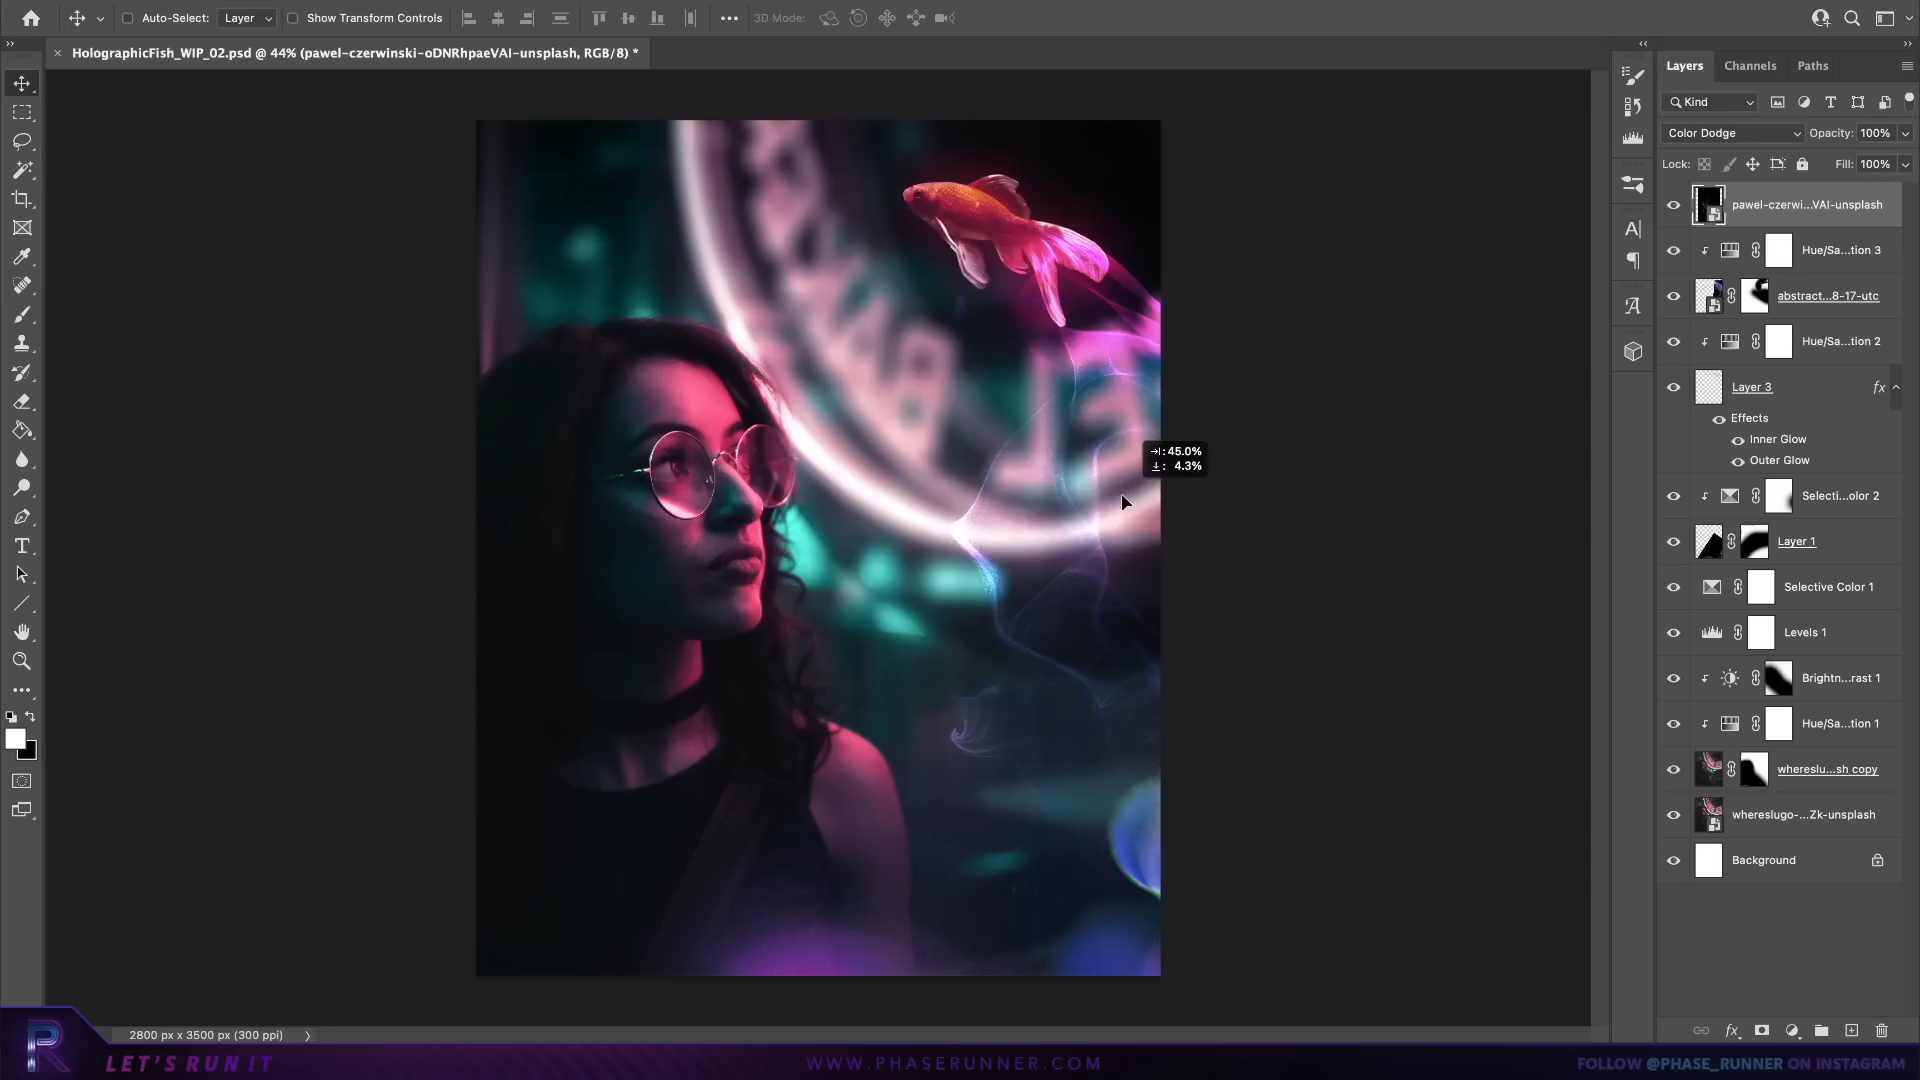 Auto-Select:
Layer
Show Transform Controls
3D Mode:
HolographicFish_WIP_02.psd @ 44% (pawel-czerwinski-oDNRhpaeVAI-unsplash, RGB/8) *
Layers
Channels
Paths
Kind
Color Dodge
Opacity: 100%
Lock:
Fill: 100%
pawel-czerwi...VAI-unsplash
Hue/Sa...tion 3
abstract...8-17-utc
Hue/Sa...tion 2
Layer 3
fx
Effects
Inner Glow
Outer Glow
: 45.0%
: 4.3%
Selecti...olor 2
Layer 1
Selective Color 1
Levels 1
Brightn...rast 1
Hue/Sa...tion 1
whereslu...sh copy
whereslugo-...Zk-unsplash
Background
2800 px x 3500 px (300 ppi)
fx
R
LET'S RUN IT
WWW.PHASERUNNER.COM
FOLLOW @PHASE_RUNNER ON INSTAGRAM